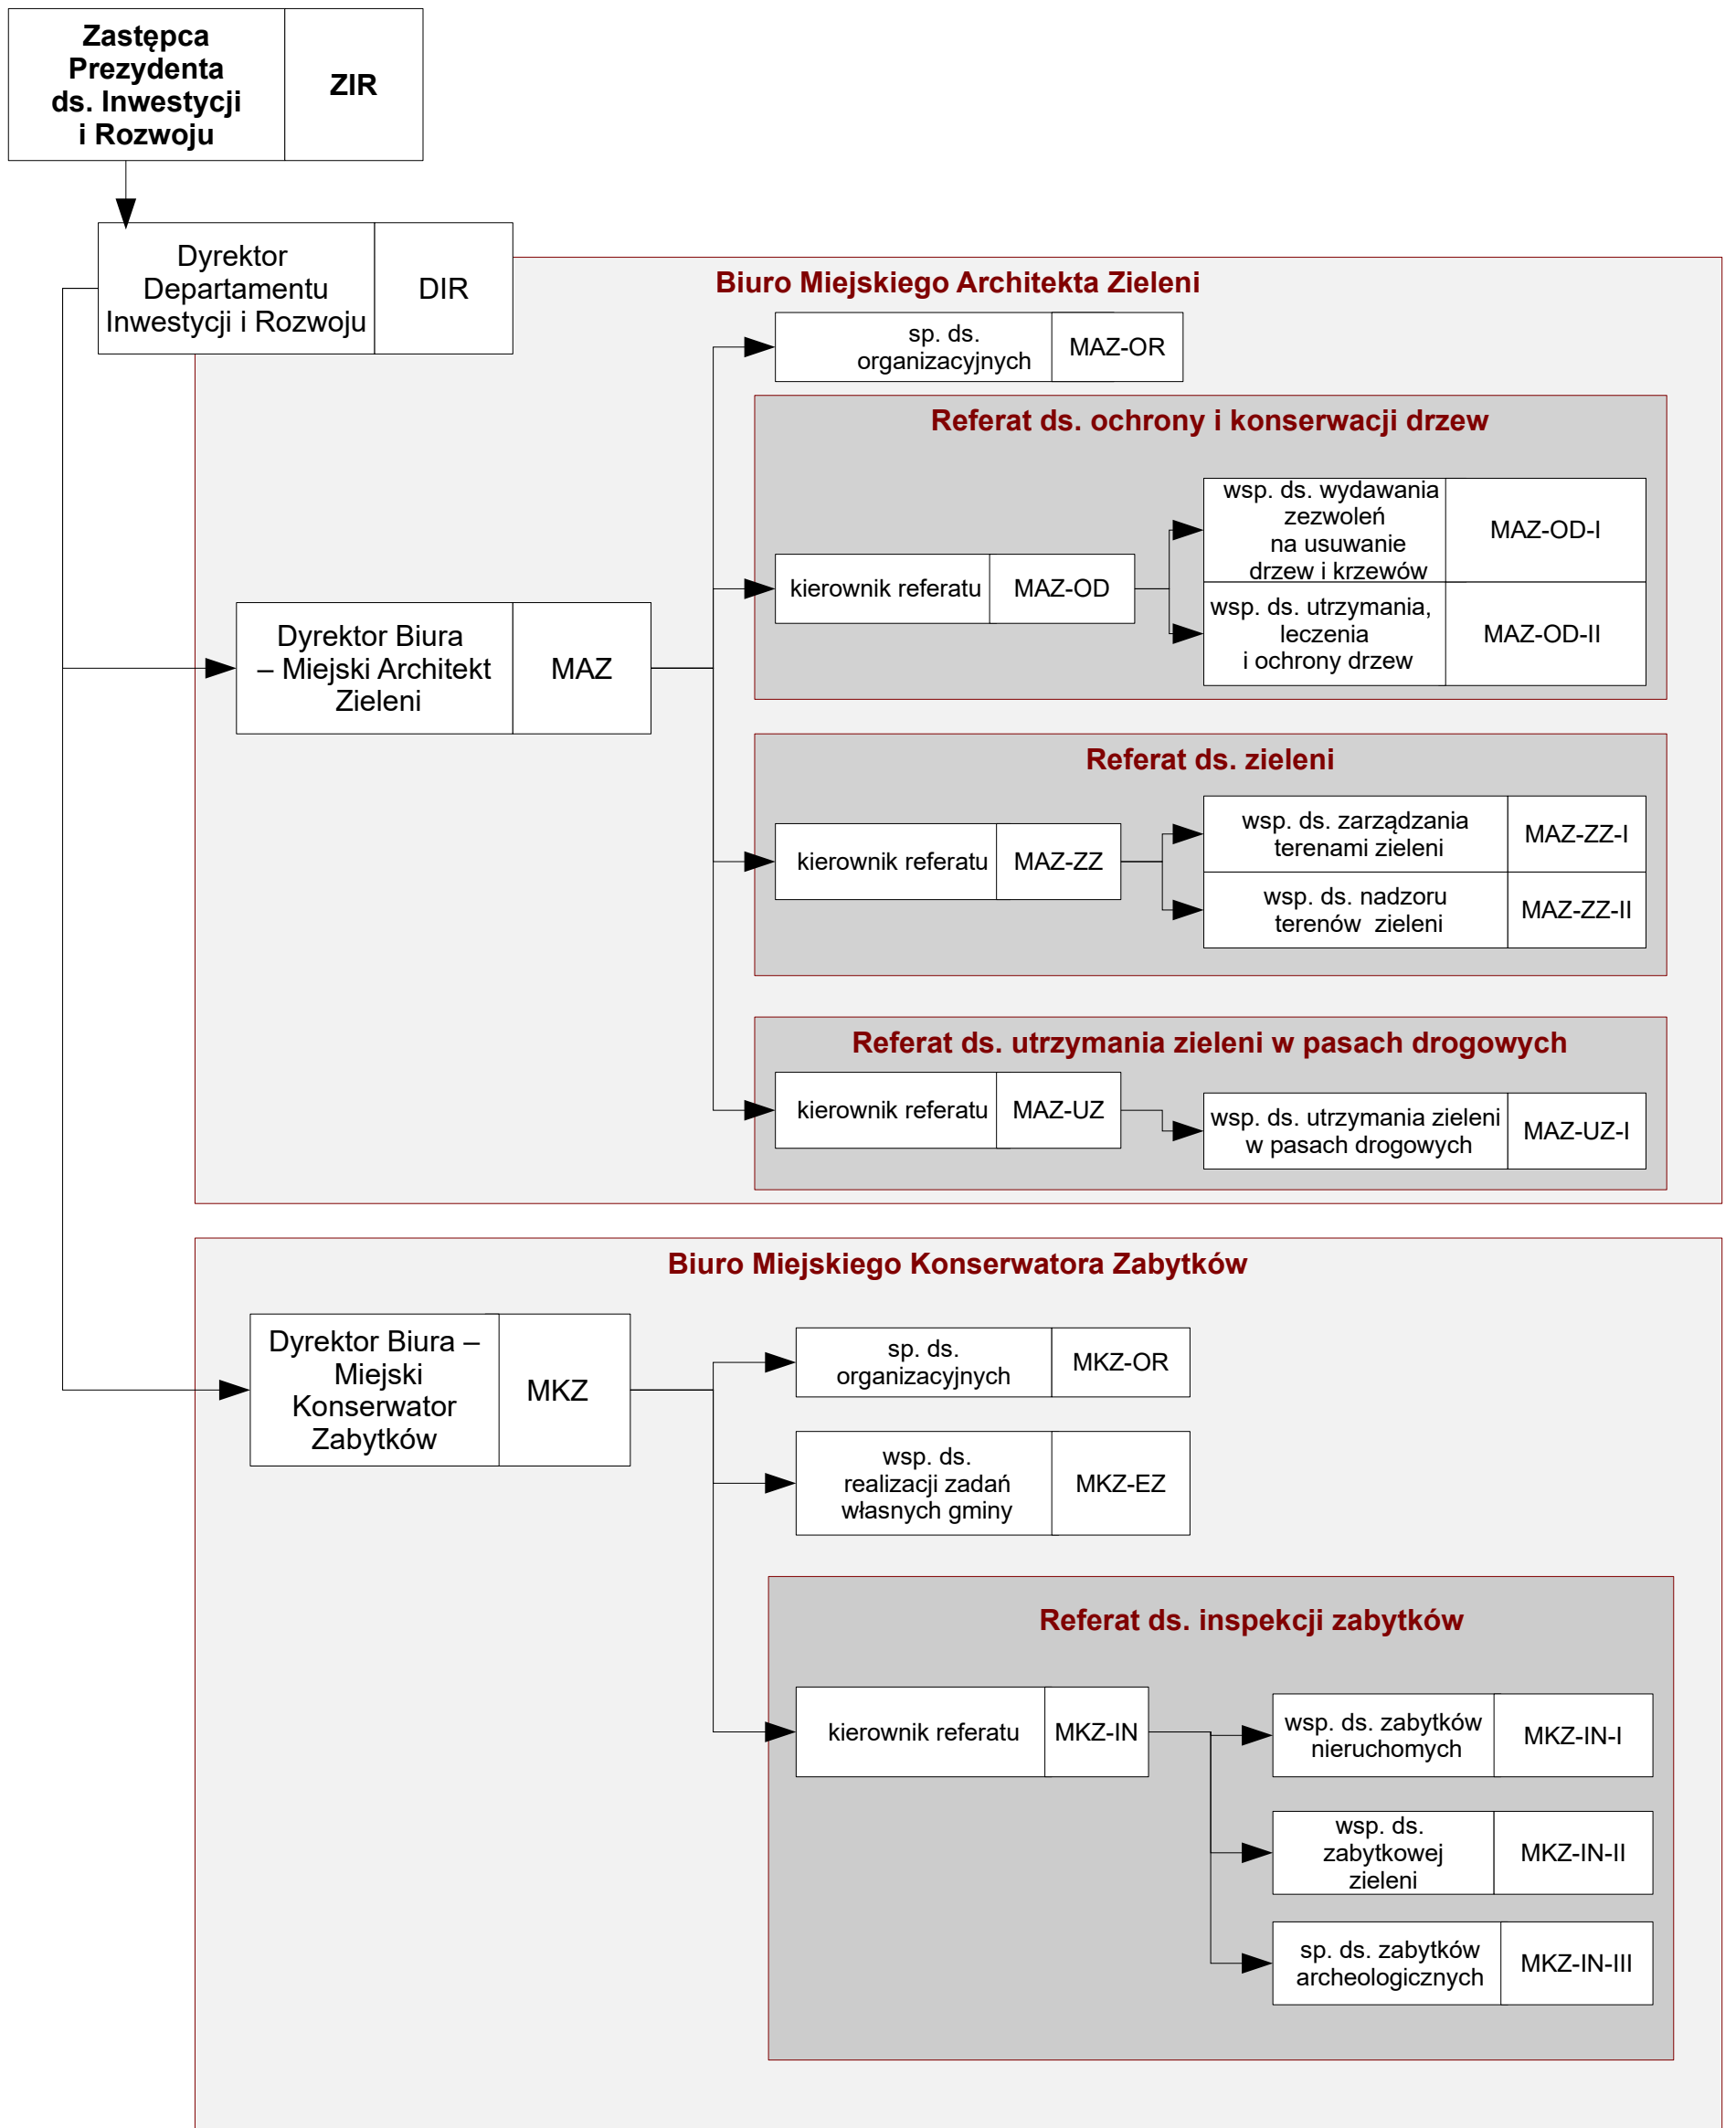 Zastępca
Prezydenta
ds. Inwestycji
i Rozwoju
ZIR
Dyrektor
Departamentu
Inwestycji i Rozwoju
DIR
Biuro Miejskiego Architekta Zieleni
sp. ds.
organizacyjnych
MAZ-OR
Referat ds. ochrony i konserwacji drzew
wsp. ds. wydawania
zezwoleń
na usuwanie
drzew i krzewów
MAZ-OD-I
kierownik referatu
MAZ-OD
wsp. ds. utrzymania,
leczenia
i ochrony drzew
MAZ-OD-II
Dyrektor Biura
– Miejski Architekt
Zieleni
MAZ
Referat ds. zieleni
wsp. ds. zarządzania
terenami zieleni
MAZ-ZZ-I
kierownik referatu
MAZ-ZZ
wsp. ds. nadzoru
terenów  zieleni
MAZ-ZZ-II
Referat ds. utrzymania zieleni w pasach drogowych
kierownik referatu
MAZ-UZ
wsp. ds. utrzymania zieleni
w pasach drogowych
MAZ-UZ-I
Biuro Miejskiego Konserwatora Zabytków
Dyrektor Biura –
Miejski
Konserwator
Zabytków
MKZ
sp. ds.
organizacyjnych
MKZ-OR
wsp. ds.
realizacji zadań
własnych gminy
MKZ-EZ
Referat ds. inspekcji zabytków
kierownik referatu
MKZ-IN
wsp. ds. zabytków
nieruchomych
MKZ-IN-I
wsp. ds.
zabytkowej
zieleni
MKZ-IN-II
sp. ds. zabytków
archeologicznych
MKZ-IN-III